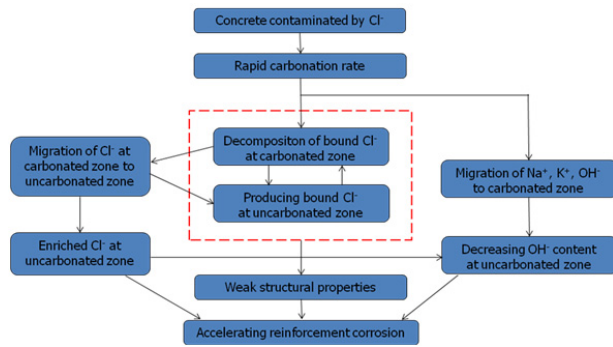 Concrete contaminated by Cl⁻
Rapid carbonation rate
Decompositon of bound Cl⁻
at carbonated zone
Migration of Cl⁻ at
carbonated zone to
uncarbonated zone
Migration of Na⁺, K⁺, OH⁻
to carbonated zone
Producing bound Cl⁻
at uncarbonated zone
Enriched Cl⁻ at
uncarbonated zone
Decreasing OH⁻ content
at uncarbonated zone
Weak structural properties
Accelerating reinforcement corrosion